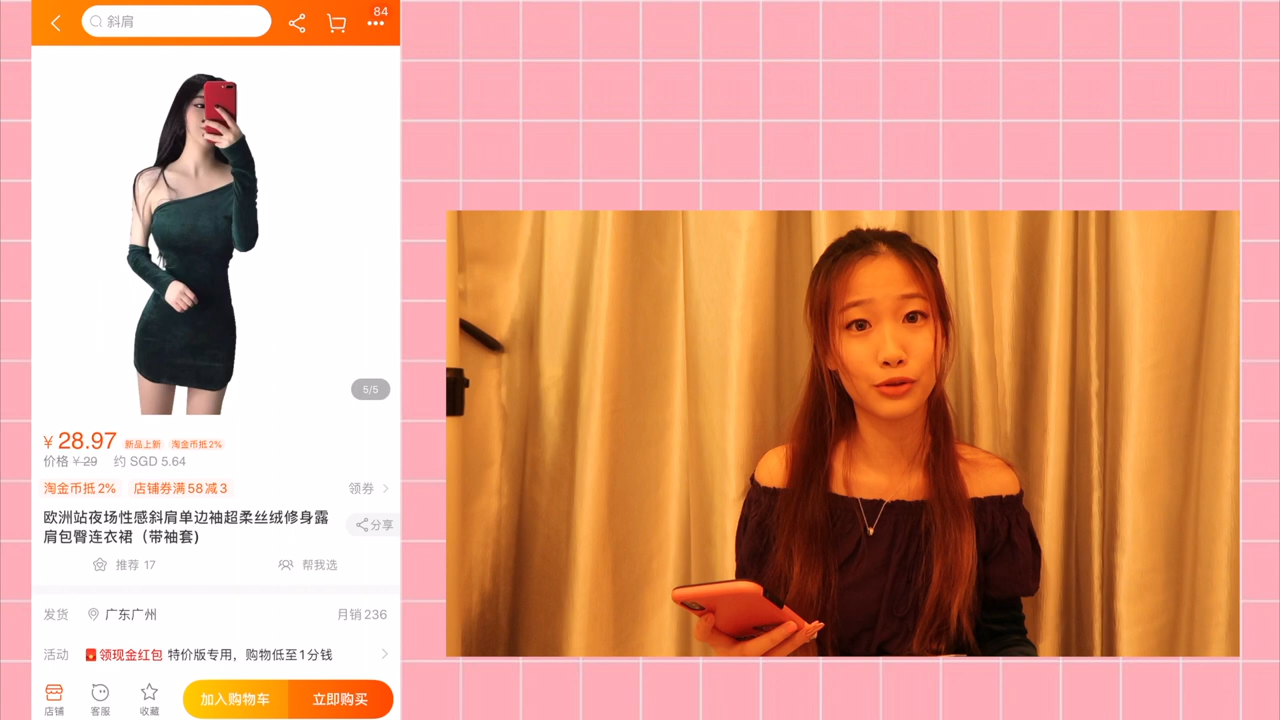 斜肩
84
5/5
¥ 28.97 新品上新 淘金币抵2%
价格 ¥ 29 约 SGD 5.64
淘金币抵2% 店铺券满58减3 领券
欧洲站夜场性感斜肩单边袖超柔丝绒修身露
肩包臀连衣裙（带袖套)
分享
推荐 17 帮我选
发货 广东广州 月销236
活动 领现金红包 特价版专用，购物低至1分钱
店铺 客服 收藏 加入购物车 立即购买